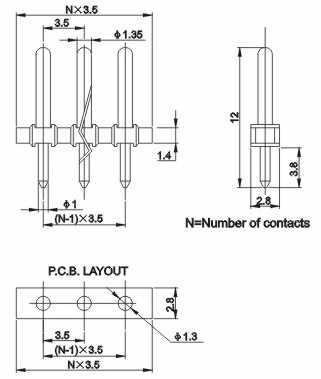 N×3.5
3.5
ϕ1.35
12
1.4
3.8
ϕ1
2.8
(N-1)×3.5
N=Number of contacts
P.C.B. LAYOUT
2.8
3.5
ϕ1.3
(N-1)×3.5
N×3.5